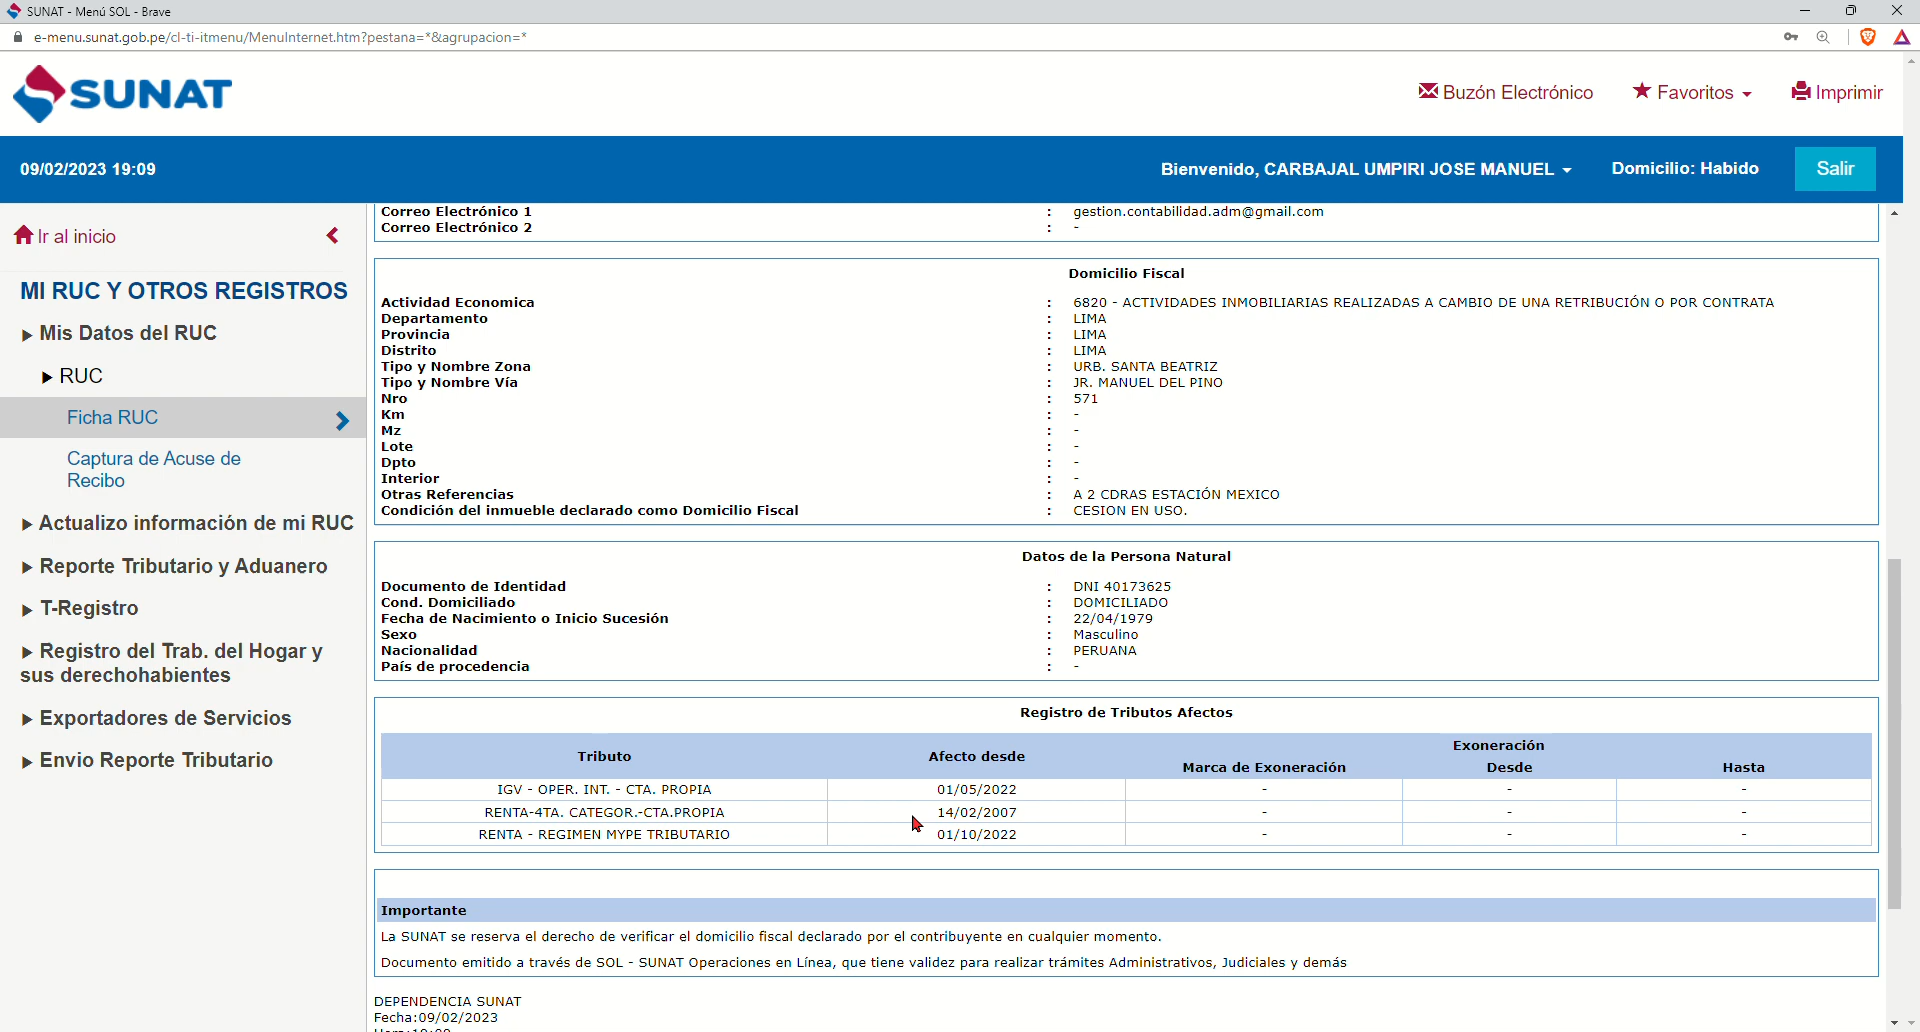 SUNAT - Menú SOL - Brave
e-menu.sunat.gob.pe/cl-ti-itmenu/MenuInternet.htm?pestana=*&agrupacion=*
SUNAT
Buzón Electrónico
Favoritos
Imprimir
09/02/2023 19:09
Bienvenido, CARBAJAL UMPIRI JOSE MANUEL
Domicilio: Habido
Salir
Ir al inicio
MI RUC Y OTROS REGISTROS
Mis Datos del RUC
RUC
Ficha RUC
Captura de Acuse de
Recibo
Actualizo información de mi RUC
Reporte Tributario y Aduanero
T-Registro
Registro del Trab. del Hogar y
sus derechohabientes
Exportadores de Servicios
Envio Reporte Tributario
Correo Electrónico 1 : gestion.contabilidad.adm@gmail.com
Correo Electrónico 2 : -
Domicilio Fiscal
Actividad Economica : 6820 - ACTIVIDADES INMOBILIARIAS REALIZADAS A CAMBIO DE UNA RETRIBUCIÓN O POR CONTRATA
Departamento : LIMA
Provincia : LIMA
Distrito : LIMA
Tipo y Nombre Zona : URB. SANTA BEATRIZ
Tipo y Nombre Vía : JR. MANUEL DEL PINO
Nro : 571
Km : -
Mz : -
Lote : -
Dpto : -
Interior : -
Otras Referencias : A 2 CDRAS ESTACIÓN MEXICO
Condición del inmueble declarado como Domicilio Fiscal : CESION EN USO.
Datos de la Persona Natural
Documento de Identidad : DNI 40173625
Cond. Domiciliado : DOMICILIADO
Fecha de Nacimiento o Inicio Sucesión : 22/04/1979
Sexo : Masculino
Nacionalidad : PERUANA
País de procedencia : -
Registro de Tributos Afectos
Exoneración
Tributo Afecto desde
Marca de Exoneración Desde Hasta
IGV - OPER. INT. - CTA. PROPIA 01/05/2022 - - -
RENTA-4TA. CATEGOR.-CTA.PROPIA 14/02/2007 - - -
RENTA - REGIMEN MYPE TRIBUTARIO 01/10/2022 - - -
Importante
La SUNAT se reserva el derecho de verificar el domicilio fiscal declarado por el contribuyente en cualquier momento.
Documento emitido a través de SOL - SUNAT Operaciones en Línea, que tiene validez para realizar trámites Administrativos, Judiciales y demás
DEPENDENCIA SUNAT
Fecha:09/02/2023